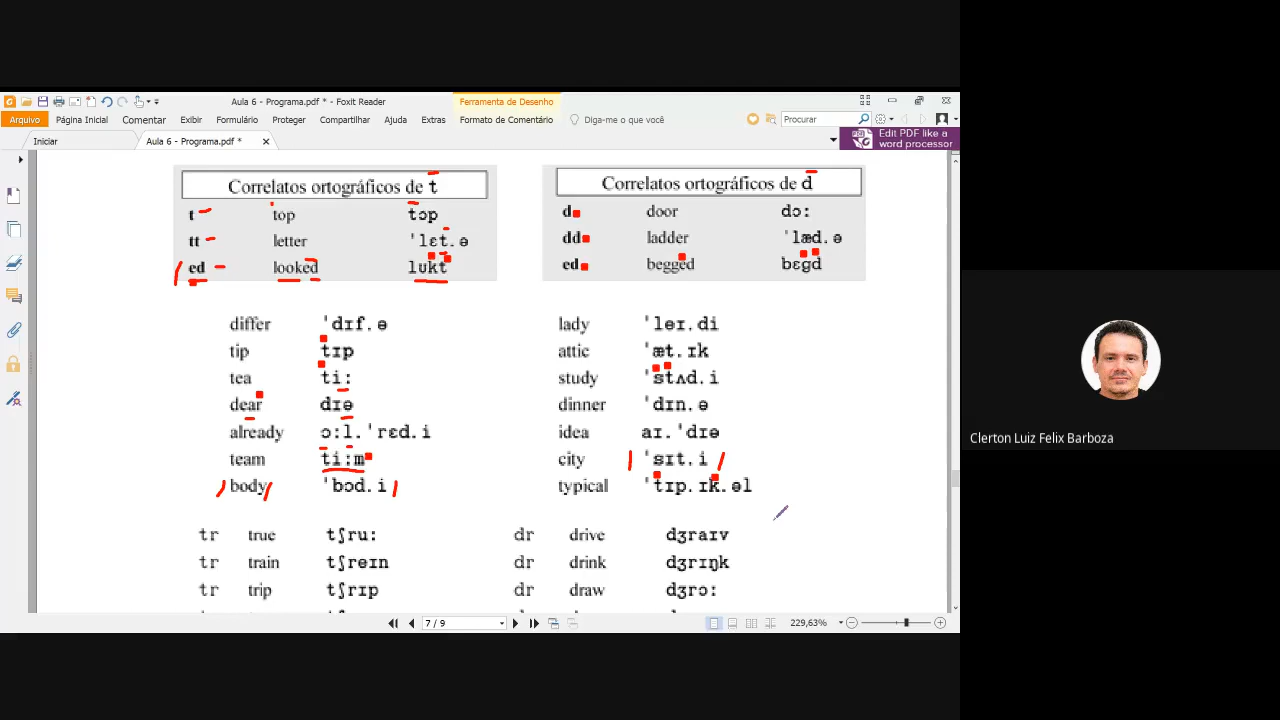 Aula 6 - Programa.pdf * - Foxit Reader
Ferramenta de Desenho
Arquivo Página Inicial Comentar Exibir Formulário Proteger Compartilhar Ajuda Extras Formato de Comentário Diga-me o que você Procurar
Iniciar
Aula 6 - Programa.pdf *
Edit PDF like a
word processor
Correlatos ortográficos de t
t top tɔp
tt letter ˈlɛt.ə
ed looked lʊkt
Correlatos ortográficos de d
d door dɔ:
dd ladder ˈlæd.ə
ed begged bɛgd
differ ˈdɪf.ə
tip tɪp
tea ti:
dear dɪə
already ɔ:l.ˈrɛd.i
team ti:m
body ˈbɔd.i
lady ˈleɪ.di
attic ˈæt.ɪk
study ˈstʌd.i
dinner ˈdɪn.ə
idea aɪ.ˈdɪə
city ˈsɪt.i
typical ˈtɪp.ɪk.əl
tr true tʃru:
tr train tʃreɪn
tr trip tʃrɪp
dr drive dʒraɪv
dr drink dʒrɪŋk
dr draw dʒrɔ:
7 / 9
229,63%
Clerton Luiz Felix Barboza